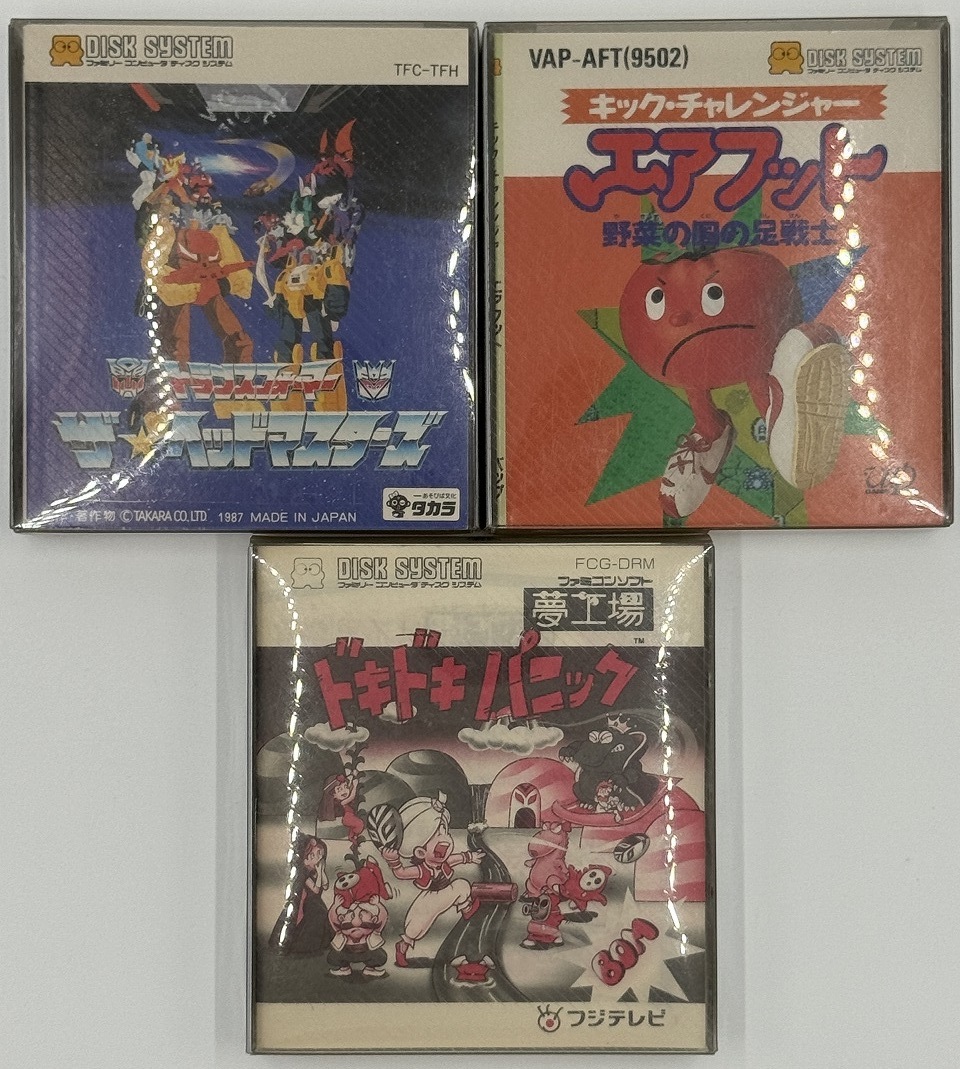 DISK SYSTEM
ファミリー コンピュータ ディスク システム
TFC-TFH
トランスフォーマー
ザ★ヘッドマスターズ
著作物 ©TAKARA CO., LTD 1987 MADE IN JAPAN
あそびは文化
タカラ
VAP-AFT(9502)
DISK SYSTEM
ファミリー コンピュータ ディスク システム
キック・チャレンジャー
エアフット
野菜の国の足戦士
VAP
DISK SYSTEM
ファミリー コンピュータ ディスク システム
FCG-DRM
ファミコンソフト
夢工場
TM
ドキドキパニック
BOM
フジテレビ